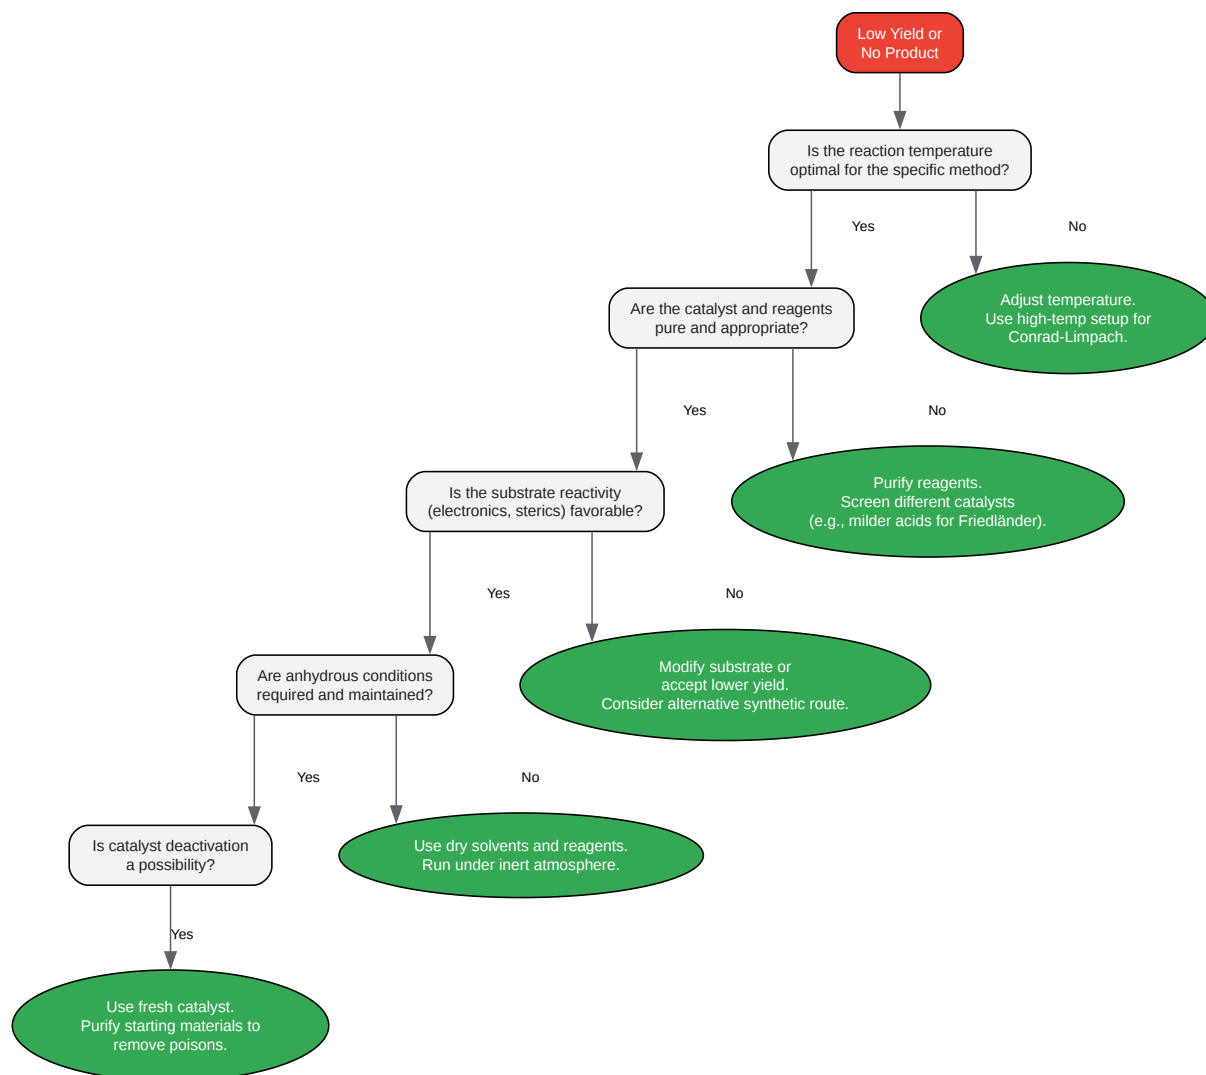 Low Yield or
No Product
Is the reaction temperature
optimal for the specific method?
Yes
No
Adjust temperature.
Use high-temp setup for
Conrad-Limpach.
Are the catalyst and reagents
pure and appropriate?
Yes
No
Purify reagents.
Screen different catalysts
(e.g., milder acids for Friedländer).
Is the substrate reactivity
(electronics, sterics) favorable?
Yes
No
Modify substrate or
accept lower yield.
Consider alternative synthetic route.
Are anhydrous conditions
required and maintained?
Yes
No
Use dry solvents and reagents.
Run under inert atmosphere.
Is catalyst deactivation
a possibility?
Yes
Use fresh catalyst.
Purify starting materials to
remove poisons.